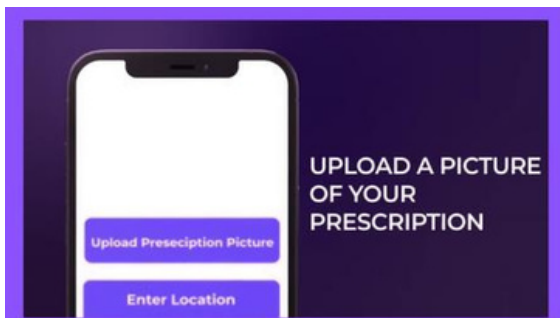 UPLOAD A PICTURE
OF YOUR
PRESCRIPTION
Upload Preseciption Picture
Enter Location